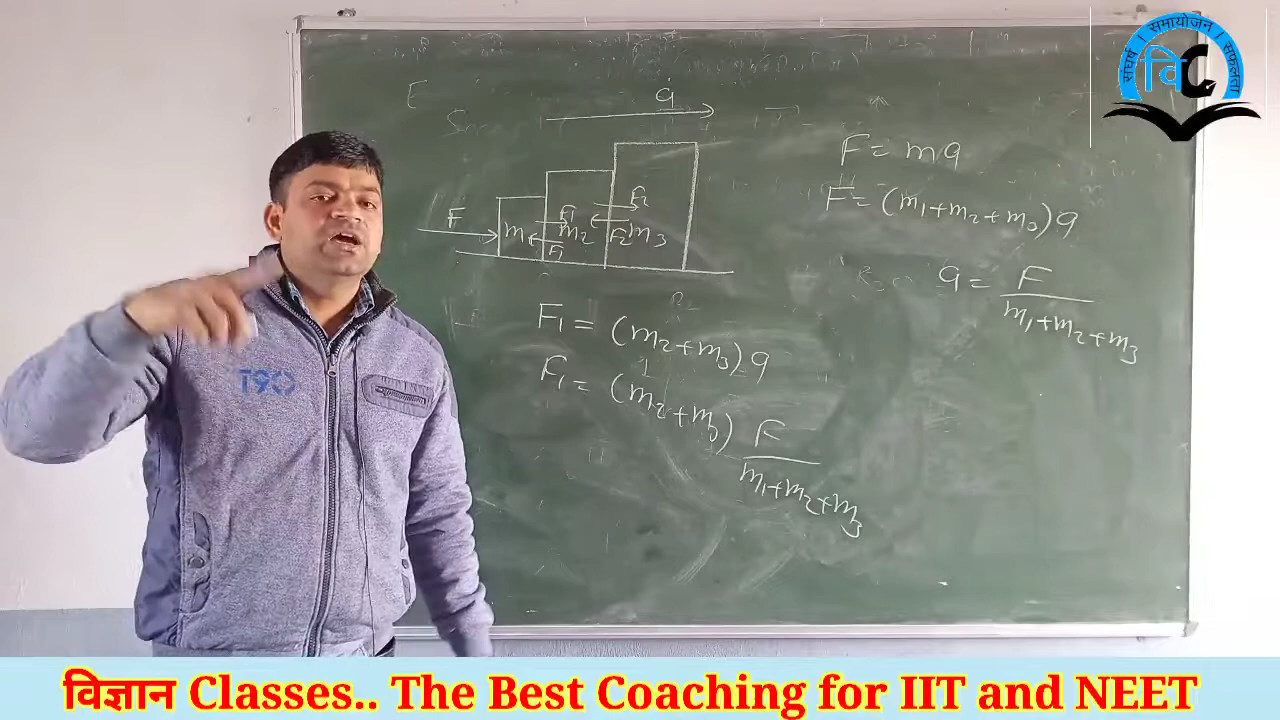 संघर्ष । समायोजन । सफलता
वि C
a
F
m1
F1
F1
m2
F2
F2
m3
F = ma
F = (m1+m2+m3)a
a = F
m1+m2+m3
F1 = (m2+m3)a
F1 = (m2+m3) F
m1+m2+m3
T90
विज्ञान Classes.. The Best Coaching for IIT and NEET